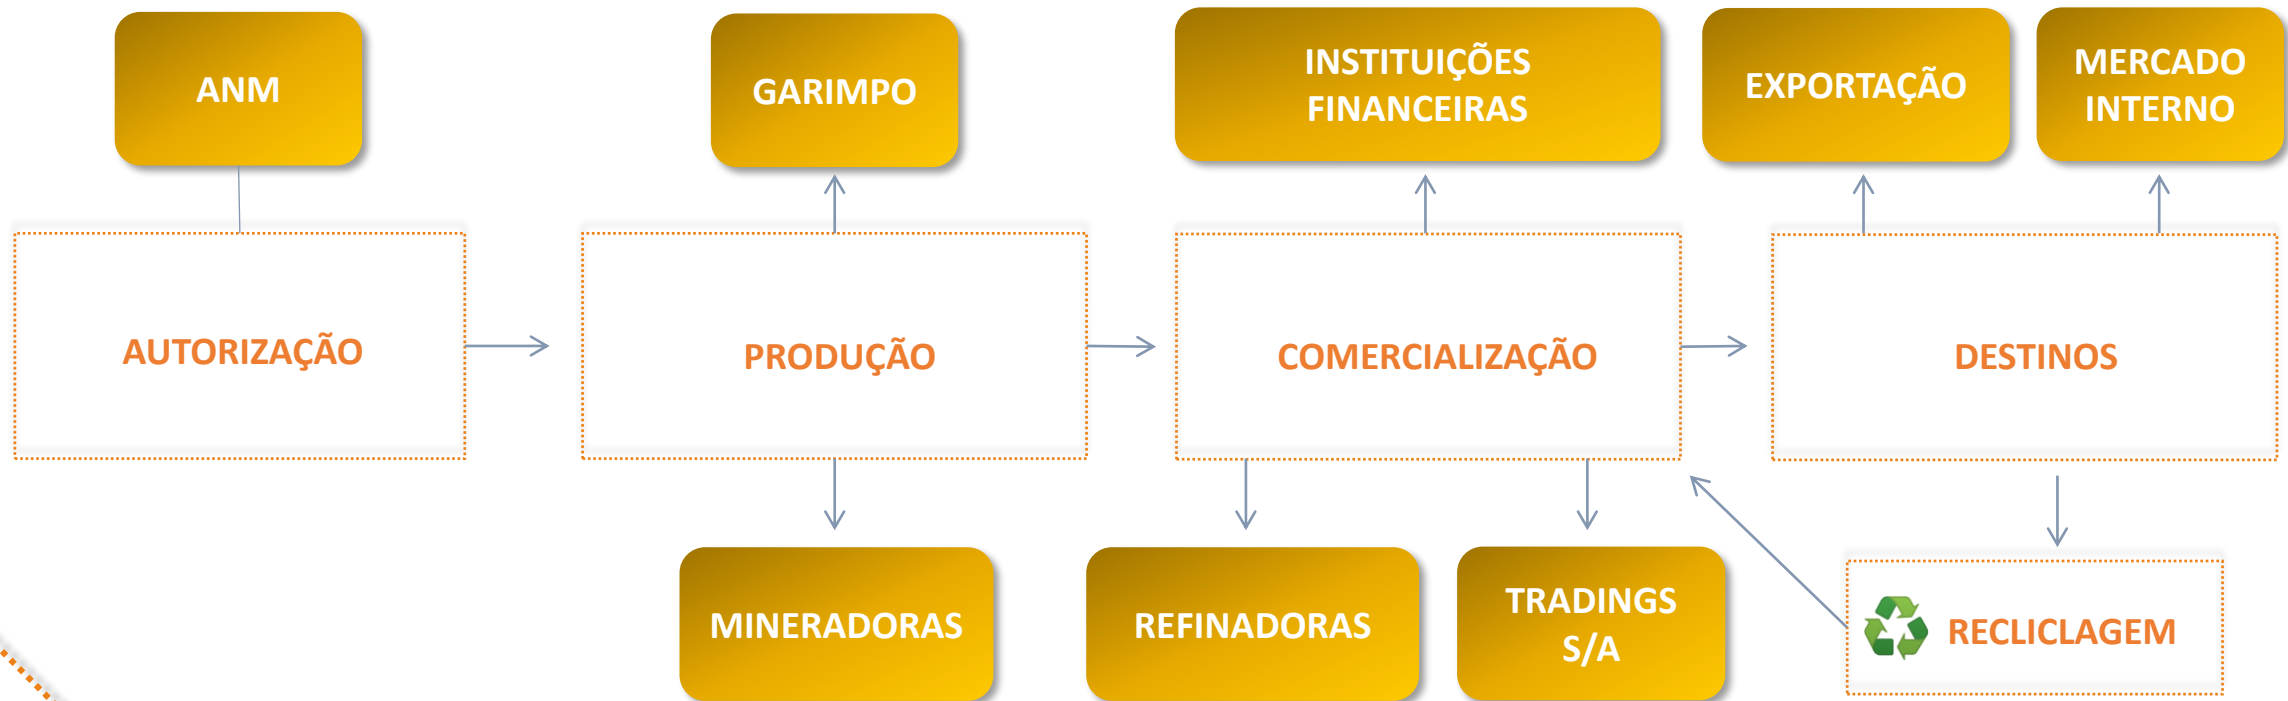 ANM
GARIMPO
INSTITUIÇÕES
FINANCEIRAS
EXPORTAÇÃO
MERCADO
INTERNO
AUTORIZAÇÃO
PRODUÇÃO
COMERCIALIZAÇÃO
DESTINOS
MINERADORAS
REFINADORAS
TRADINGS
S/A
RECLICLAGEM